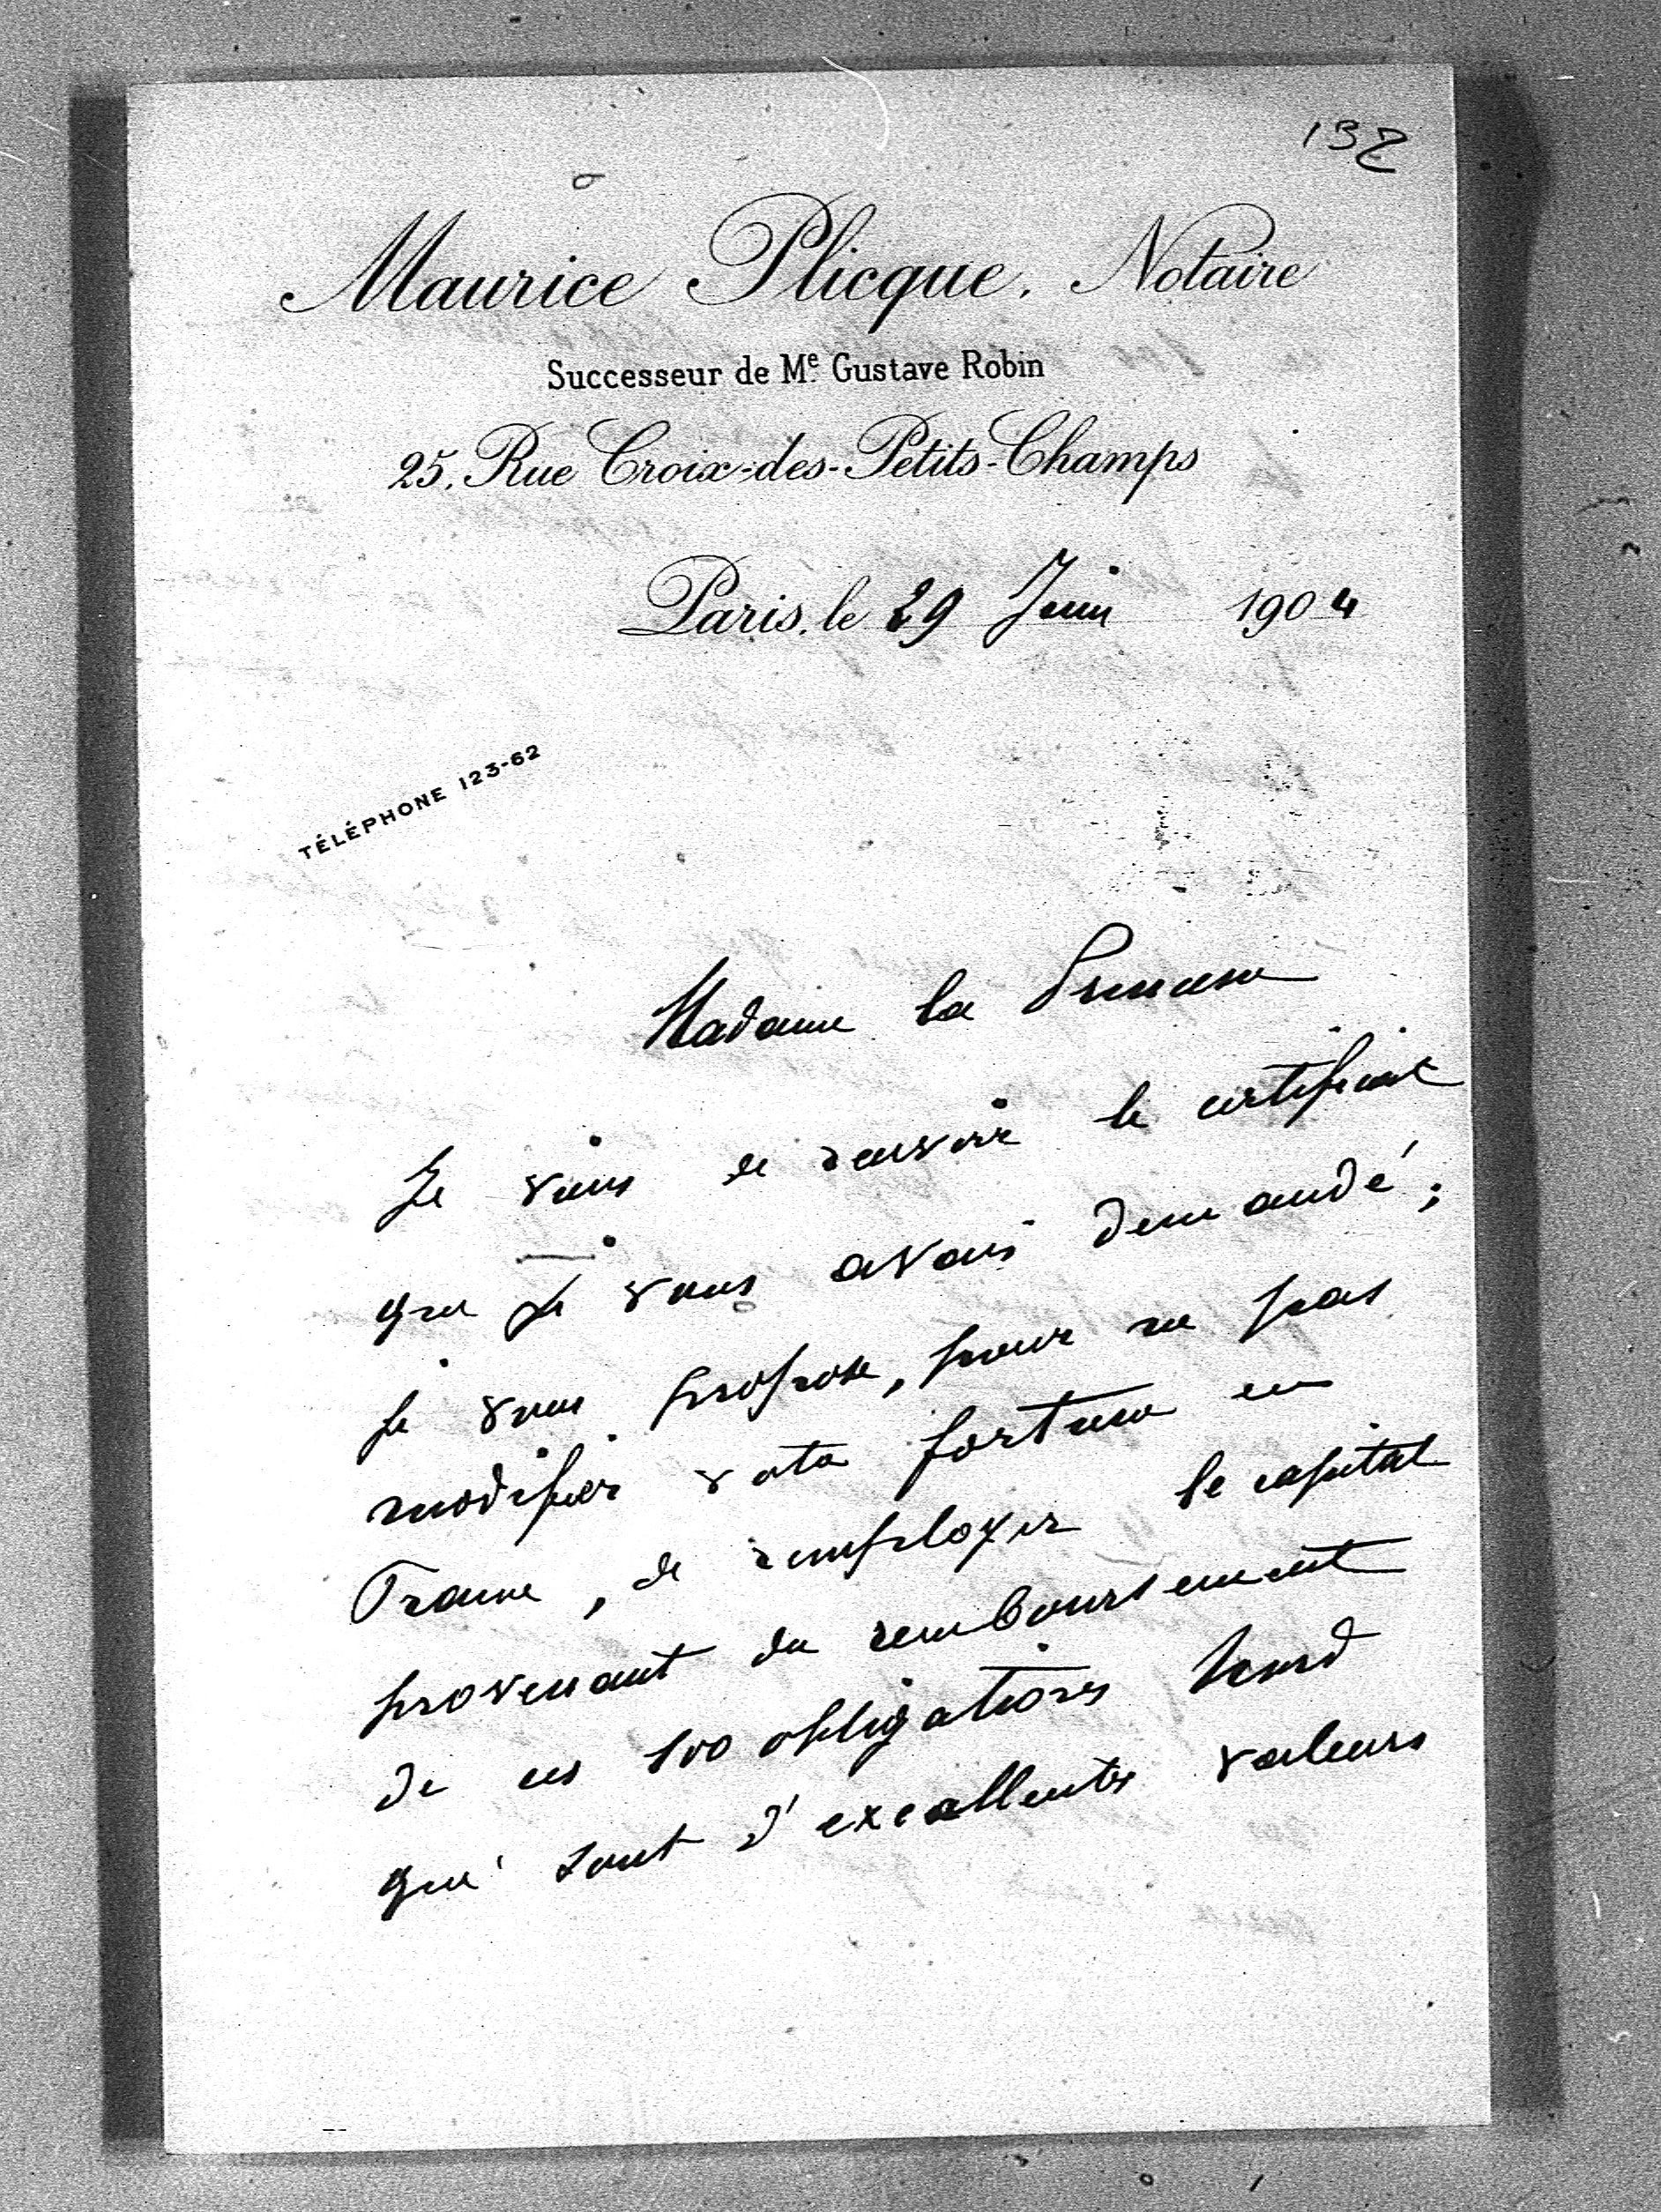 132
Maurice Plicque, Notaire
Successeur de Me. Gustave Robin
25, Rue Croix-des-Petits-Champs
Paris, le 29 Juin 1904
TÉLÉPHONE 123-62
Madame la Princesse
Je viens de recevoir le certificat
que je vous avais demandé ;
je vous propose, pour ne pas
modifier votre fortune en
France, de remployer le capital
provenant du remboursement
de ces 100 obligations
qui sont d'excellentes valeurs